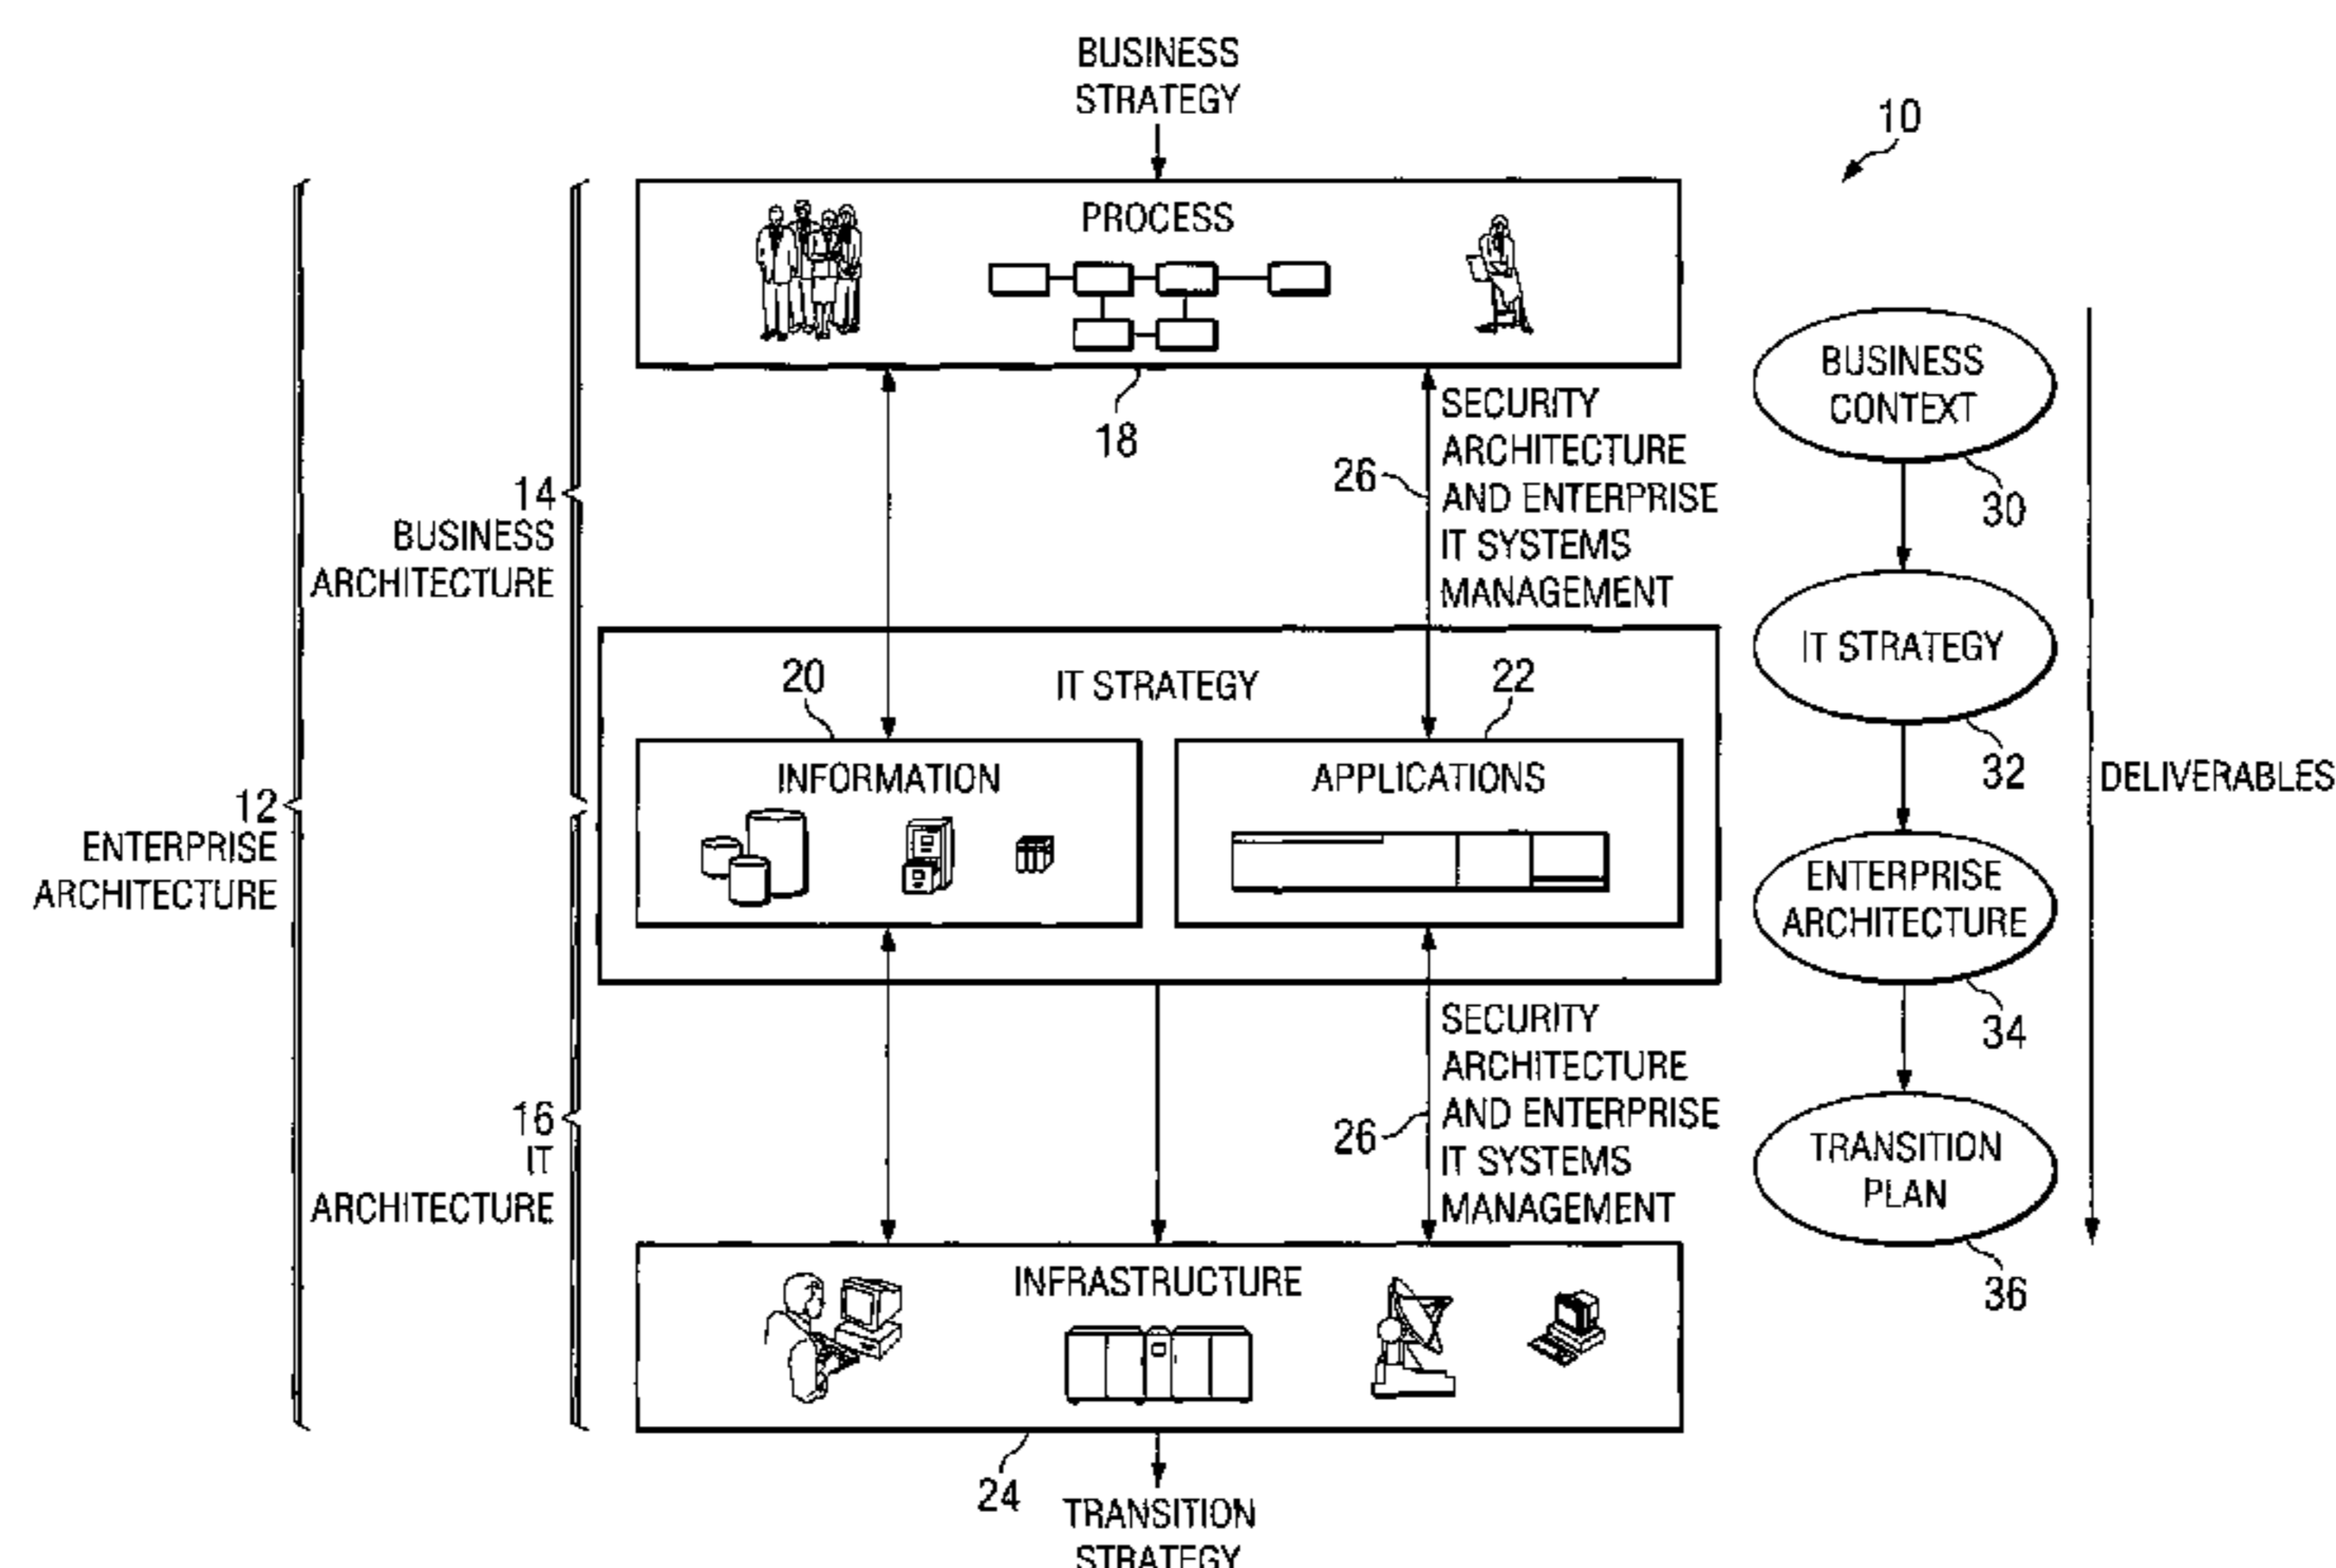 BUSINESS
STRATEGY
10
PROCESS
18
14
BUSINESS
ARCHITECTURE
26
SECURITY
ARCHITECTURE
AND ENTERPRISE
IT SYSTEMS
MANAGEMENT
BUSINESS
CONTEXT
30
IT STRATEGY
20
22
INFORMATION
APPLICATIONS
IT STRATEGY
32
DELIVERABLES
12
ENTERPRISE
ARCHITECTURE
ENTERPRISE
ARCHITECTURE
34
16
IT
ARCHITECTURE
26
SECURITY
ARCHITECTURE
AND ENTERPRISE
IT SYSTEMS
MANAGEMENT
TRANSITION
PLAN
36
INFRASTRUCTURE
24
TRANSITION
STRATEGY